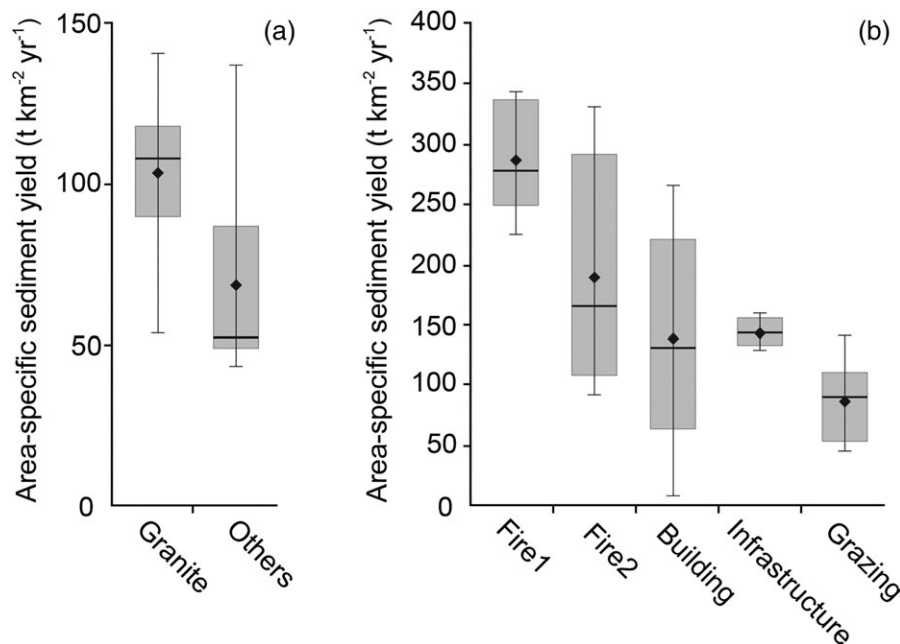 Area-specific sediment yield (t km⁻² yr⁻¹)
150
100
50
0
(a)
Granite
Others
Area-specific sediment yield (t km⁻² yr⁻¹)
400
350
300
250
200
150
100
50
0
(b)
Fire1
Fire2
Building
Infrastructure
Grazing